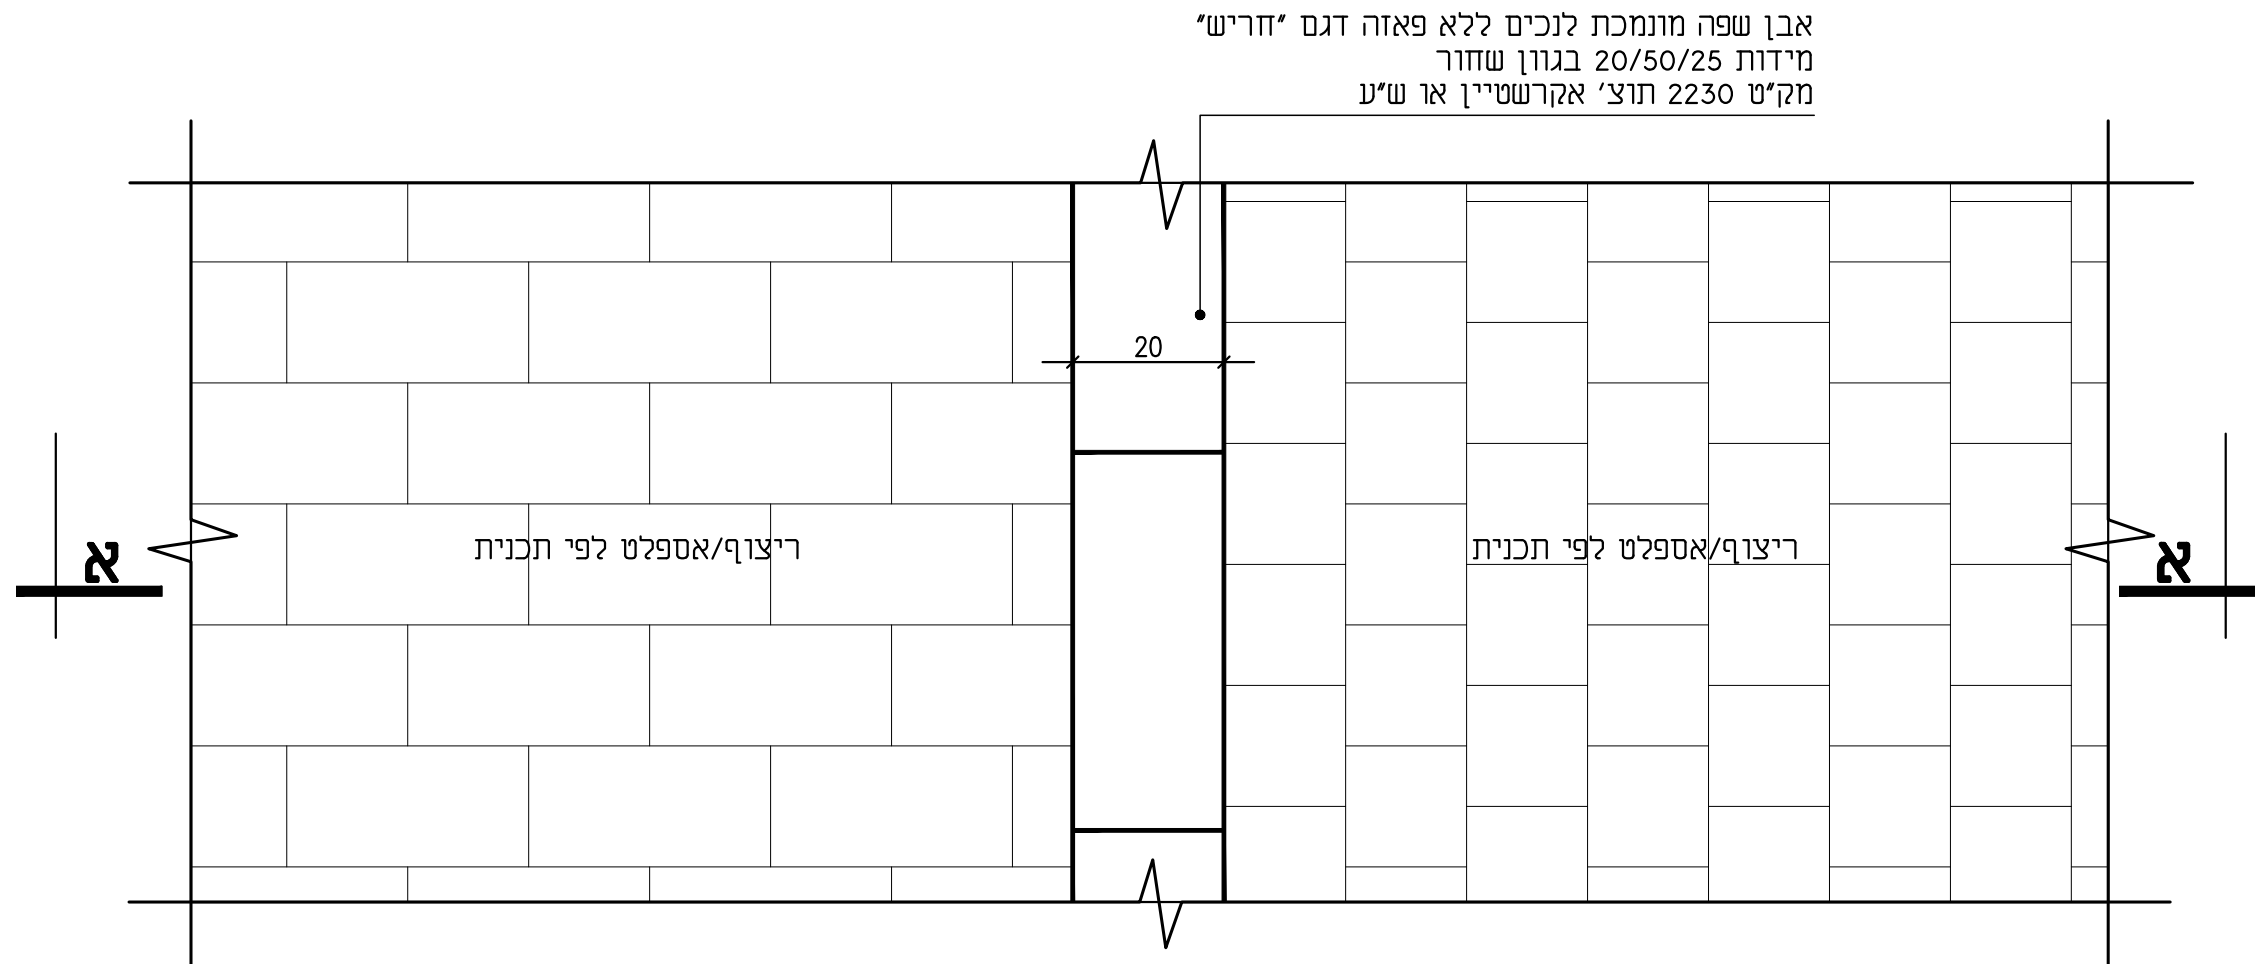 אבן שפה מונמכת לנכים ללא פאזה דגם "חריש"
מידות 20/50/25 בגוון שחור
מק"ט 2230 תוצ' אקרשטיין או ש"ע
20
ריצוף/אספלט לפי תכנית
ריצוף/אספלט לפי תכנית
א
א